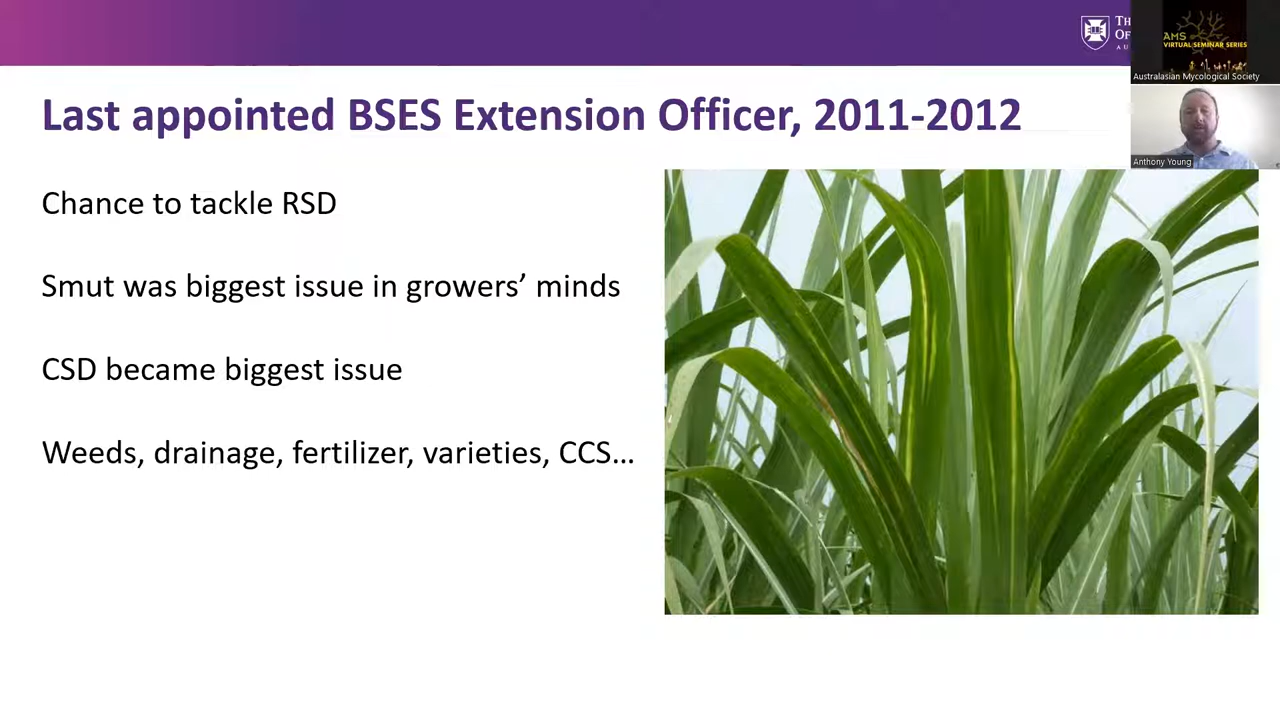 Last appointed BSES Extension Officer, 2011-2012
Chance to tackle RSD
Smut was biggest issue in growers’ minds
CSD became biggest issue
Weeds, drainage, fertilizer, varieties, CCS...
AMS
VIRTUAL SEMINAR SERIES
Australasian Mycological Society
Anthony Young